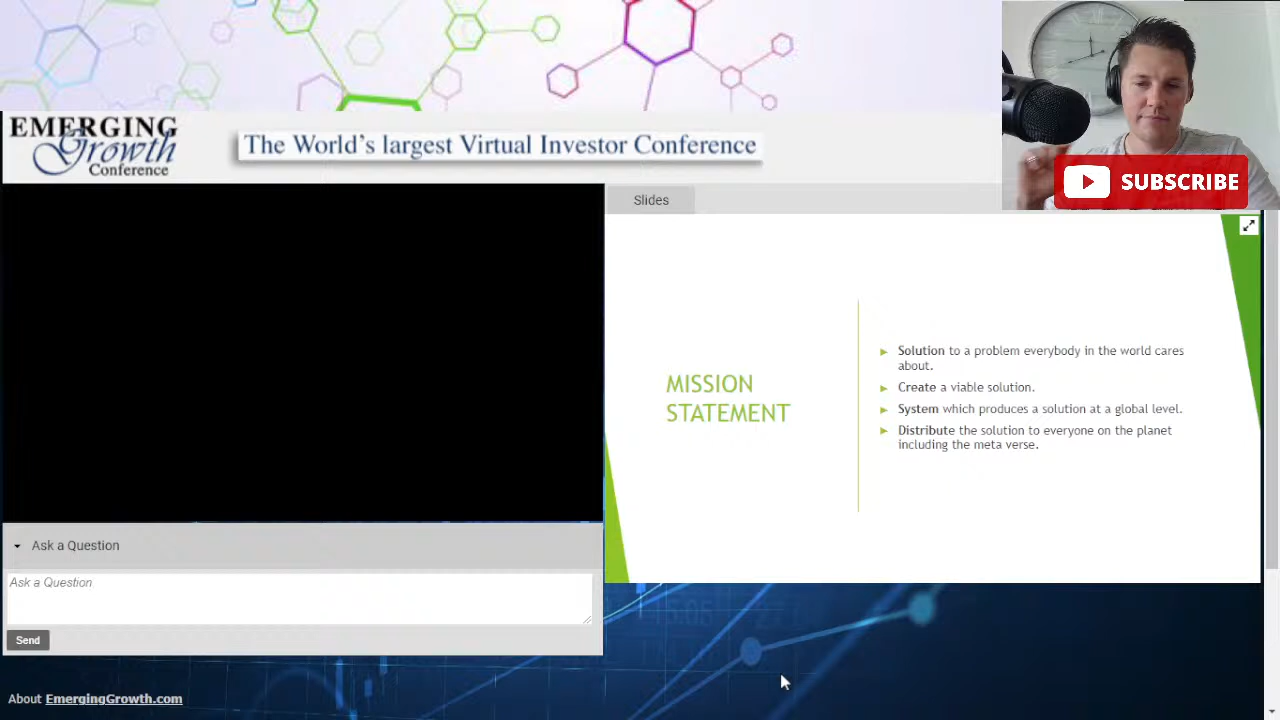 EMERGING
Growth
Conference
The World's largest Virtual Investor Conference
SUBSCRIBE
Slides
MISSION
STATEMENT
Solution to a problem everybody in the world cares
about.
Create a viable solution.
System which produces a solution at a global level.
Distribute the solution to everyone on the planet
including the meta verse.
Ask a Question
Ask a Question
Send
About EmergingGrowth.com